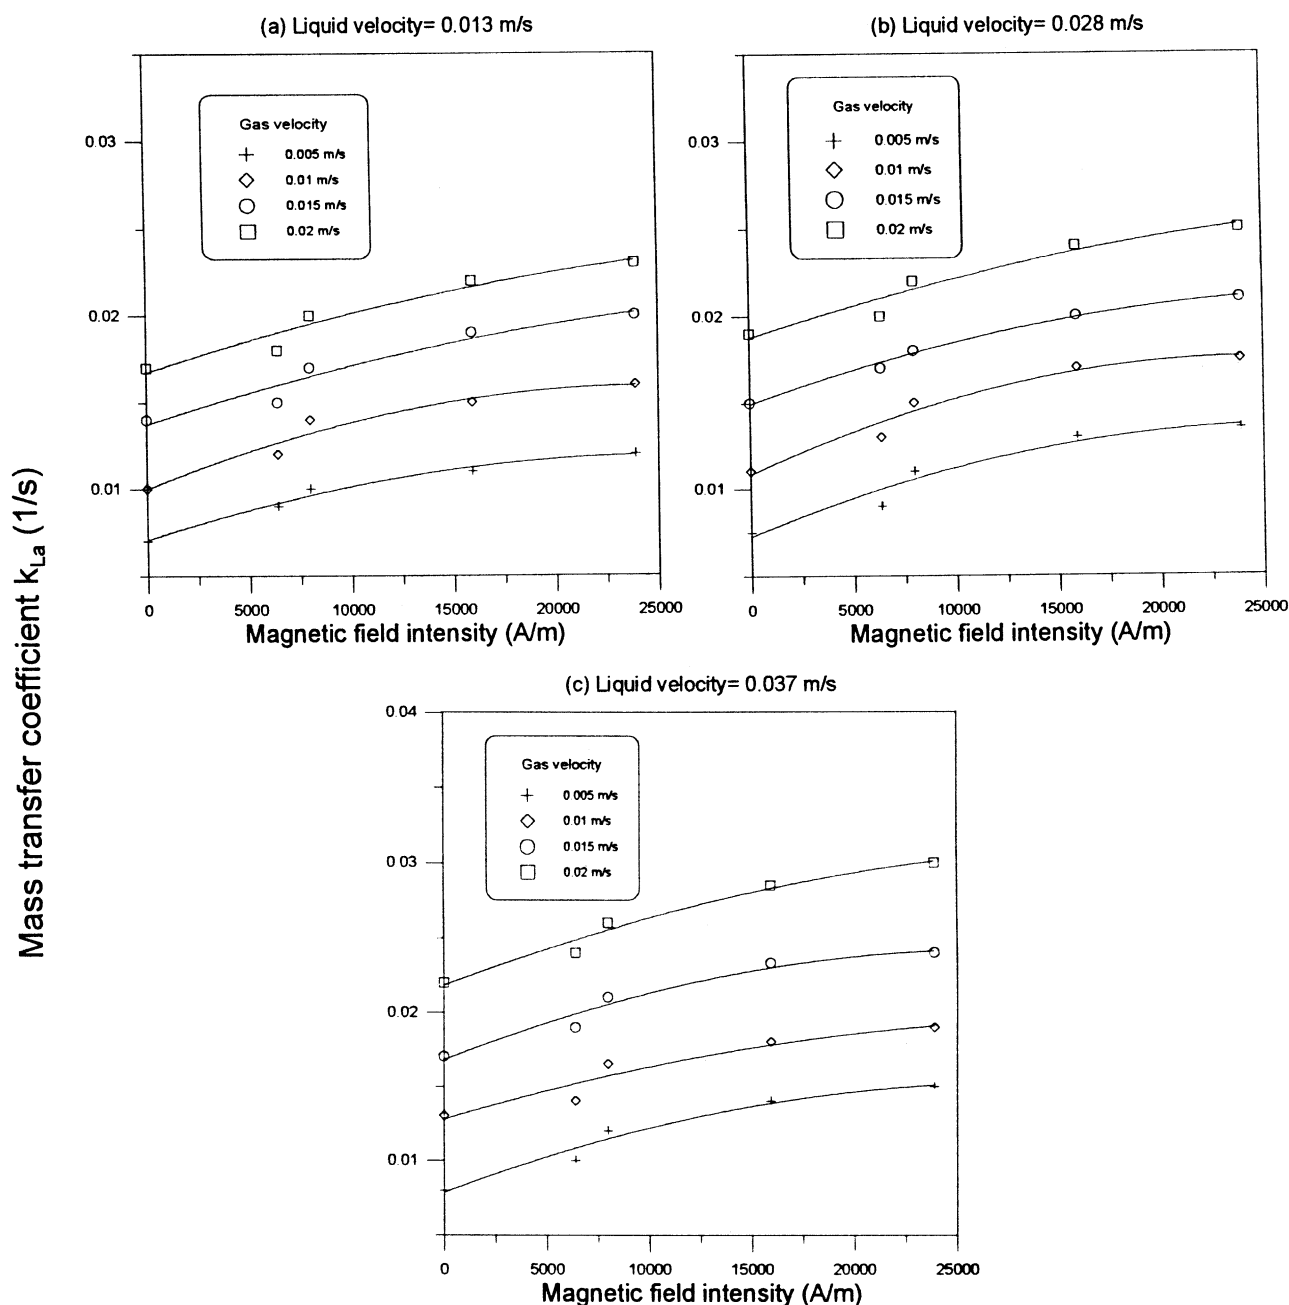 (a) Liquid velocity= 0.013 m/s
(b) Liquid velocity= 0.028 m/s
Gas velocity
0.005 m/s
0.01 m/s
0.015 m/s
0.02 m/s
0.03
0.02
0.01
0 5000 10000 15000 20000 25000
Magnetic field intensity (A/m)
Gas velocity
0.005 m/s
0.01 m/s
0.015 m/s
0.02 m/s
0.03
0.02
0.01
0 5000 10000 15000 20000 25000
Magnetic field intensity (A/m)
Mass transfer coefficient kLa (1/s)
(c) Liquid velocity= 0.037 m/s
Gas velocity
0.005 m/s
0.01 m/s
0.015 m/s
0.02 m/s
0.04
0.03
0.02
0.01
0 5000 10000 15000 20000 25000
Magnetic field intensity (A/m)